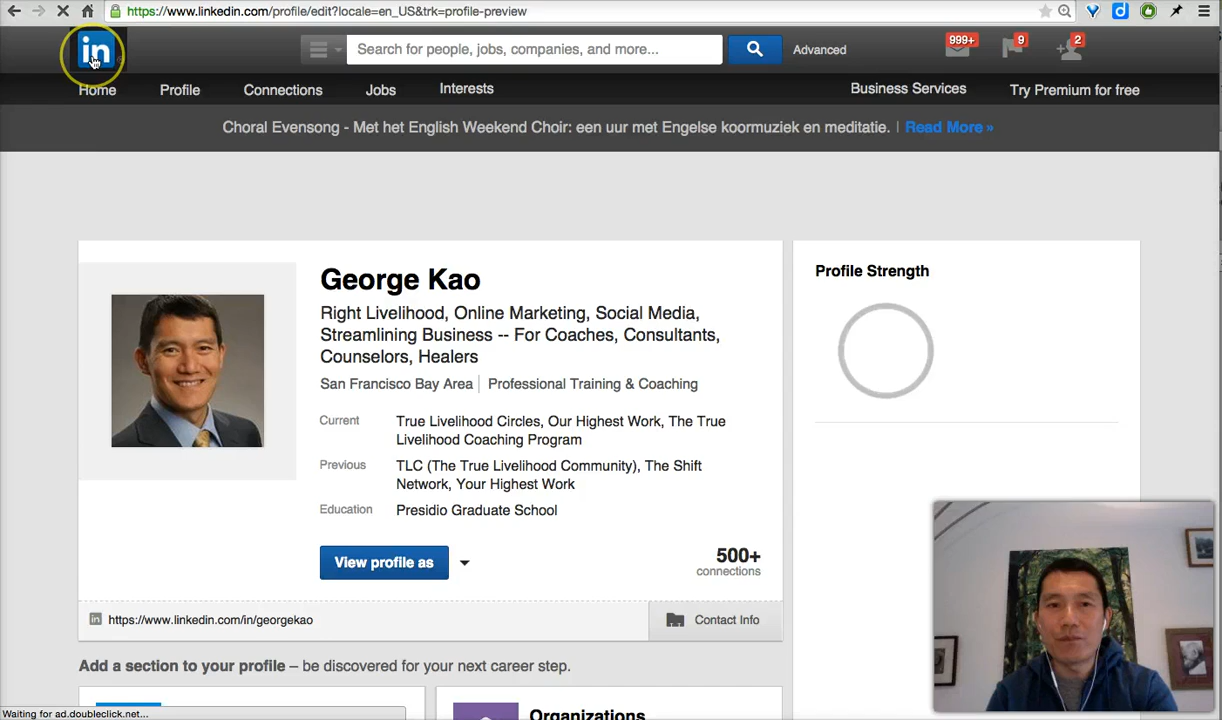 https://www.linkedin.com/profile/edit?locale=en_US&trk=profile-preview
in
Search for people, jobs, companies, and more...
Advanced
999+
9
2
Home
Profile
Connections
Jobs
Interests
Business Services
Try Premium for free
Choral Evensong - Met het English Weekend Choir: een uur met Engelse koormuziek en meditatie. | Read More »
George Kao
Right Livelihood, Online Marketing, Social Media,
Streamlining Business -- For Coaches, Consultants,
Counselors, Healers
San Francisco Bay Area | Professional Training & Coaching
Current
True Livelihood Circles, Our Highest Work, The True
Livelihood Coaching Program
Previous
TLC (The True Livelihood Community), The Shift
Network, Your Highest Work
Education
Presidio Graduate School
View profile as
500+
connections
in https://www.linkedin.com/in/georgekao
Contact Info
Profile Strength
Add a section to your profile – be discovered for your next career step.
Organizations
Waiting for ad.doubleclick.net...